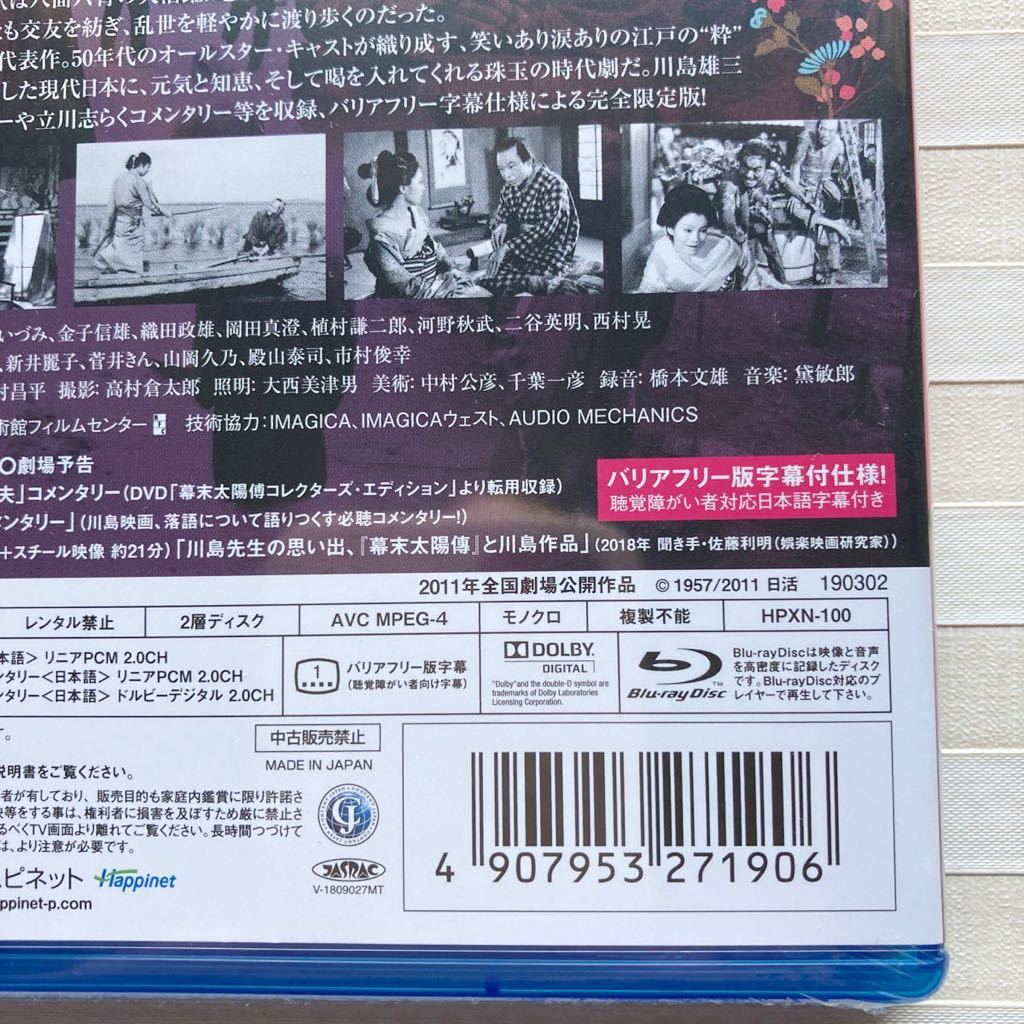 も交友を紡ぎ、乱世を軽やかに渡り歩くのだった。
代表作。50年代のオールスター・キャストが織り成す、笑いあり涙ありの江戸の“粋”
した現代日本に、元気と知恵、そして喝を入れてくれる珠玉の時代劇だ。川島雄三
ーや立川志らくコメンタリー等を収録、バリアフリー字幕仕様による完全限定版!
いづみ、金子信雄、織田政雄、岡田真澄、植村謙二郎、河野秋武、二谷英明、西村晃
、新井麗子、菅井きん、山岡久乃、殿山泰司、市村俊幸
村昌平 撮影:高村倉太郎 照明:大西美津男 美術:中村公彦、千葉一彦 録音:橋本文雄 音楽:黛敏郎
術館フィルムセンター 技術協力:IMAGICA、IMAGICAウェスト、AUDIO MECHANICS
〇劇場予告
夫」コメンタリー(DVD「幕末太陽傳コレクターズ・エディション」より転用収録)
メンタリー」(川島映画、落語について語りつくす必聴コメンタリー!)
+スチール映像 約21分)「川島先生の思い出、『幕末太陽傳』と川島作品」(2018年 聞き手・佐藤利明(娯楽映画研究家))
バリアフリー版字幕付仕様!
聴覚障がい者対応日本語字幕付き
2011年全国劇場公開作品 © 1957/2011 日活 190302
レンタル禁止 2層ディスク AVC MPEG-4 モノクロ 複製不能 HPXN-100
本語> リニアPCM 2.0CH
ンタリー<日本語> リニアPCM 2.0CH
ンタリー<日本語> ドルビーデジタル 2.0CH
1
バリアフリー版字幕
(聴覚障がい者向け字幕)
DOLBY
DIGITAL
"Dolby"and the double-D symbol are
trademarks of Dolby Laboratories
Licensing Corporation.
Blu-ray Disc
TM
Blu-rayDiscは映像と音声
を高密度に記録したディスク
です。Blu-rayDisc対応のプ
レイヤーで再生して下さい。
す。
中古販売禁止
MADE IN JAPAN
説明書をご覧ください。
者が有しており、販売目的も家庭内鑑賞に限り許諾さ
映等をする事は、権利者に損害を及ぼすため厳に禁止さ
るべくTV画面より離れてご覧ください。長時間つづけて
は、より注意が必要です。
JASRAC
V-1809027MT
ピネット Happinet
ppinet-p.com
4 907953 271906